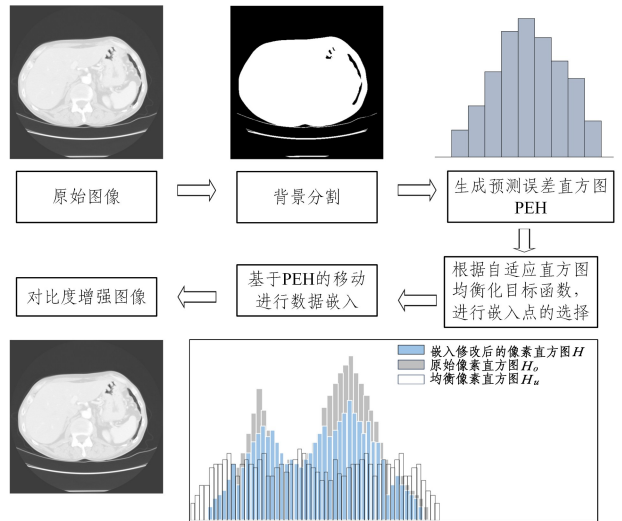 原始图像
背景分割
生成预测误差直方图
PEH
对比度增强图像
基于PEH的移动
进行数据嵌入
根据自适应直方图
均衡化目标函数，
进行嵌入点的选择
嵌入修改后的像素直方图H
原始像素直方图Hₒ
均衡像素直方图Hᵤ